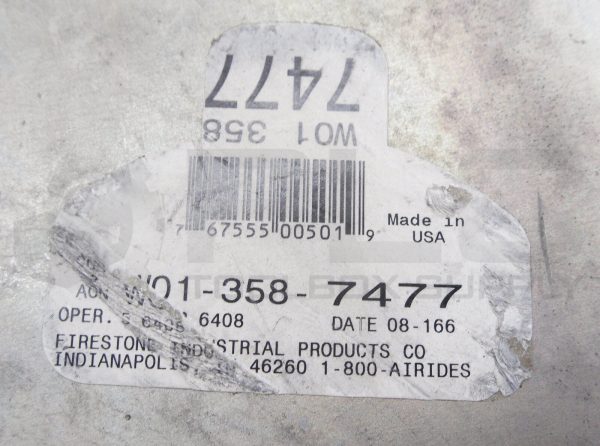 7477
W01 358
7 67555 00501 9
Made in
USA
AON W01-358-7477
OPER. 6408 DATE 08-166
FIRESTONE INDUSTRIAL PRODUCTS CO
INDIANAPOLIS, 46260 1-800-AIRIDES